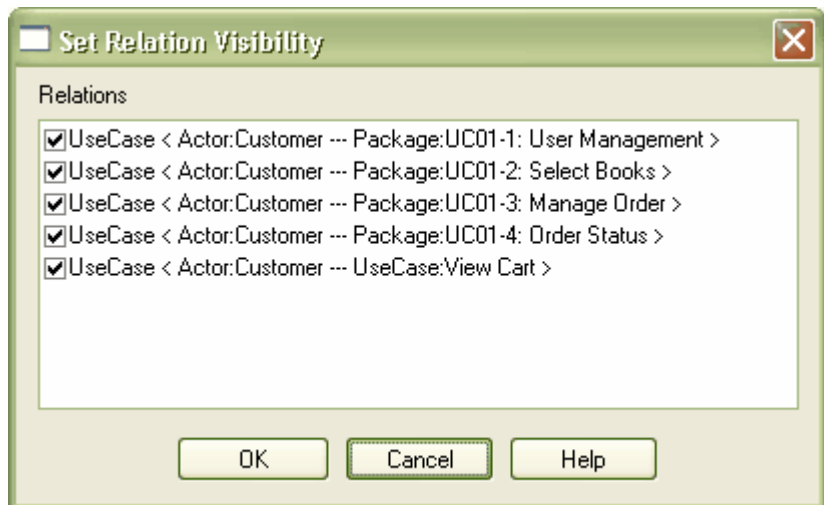 Set Relation Visibility
Relations
UseCase < Actor:Customer --- Package:UC01-1: User Management >
UseCase < Actor:Customer --- Package:UC01-2: Select Books >
UseCase < Actor:Customer --- Package:UC01-3: Manage Order >
UseCase < Actor:Customer --- Package:UC01-4: Order Status >
UseCase < Actor:Customer --- UseCase:View Cart >
OK Cancel Help